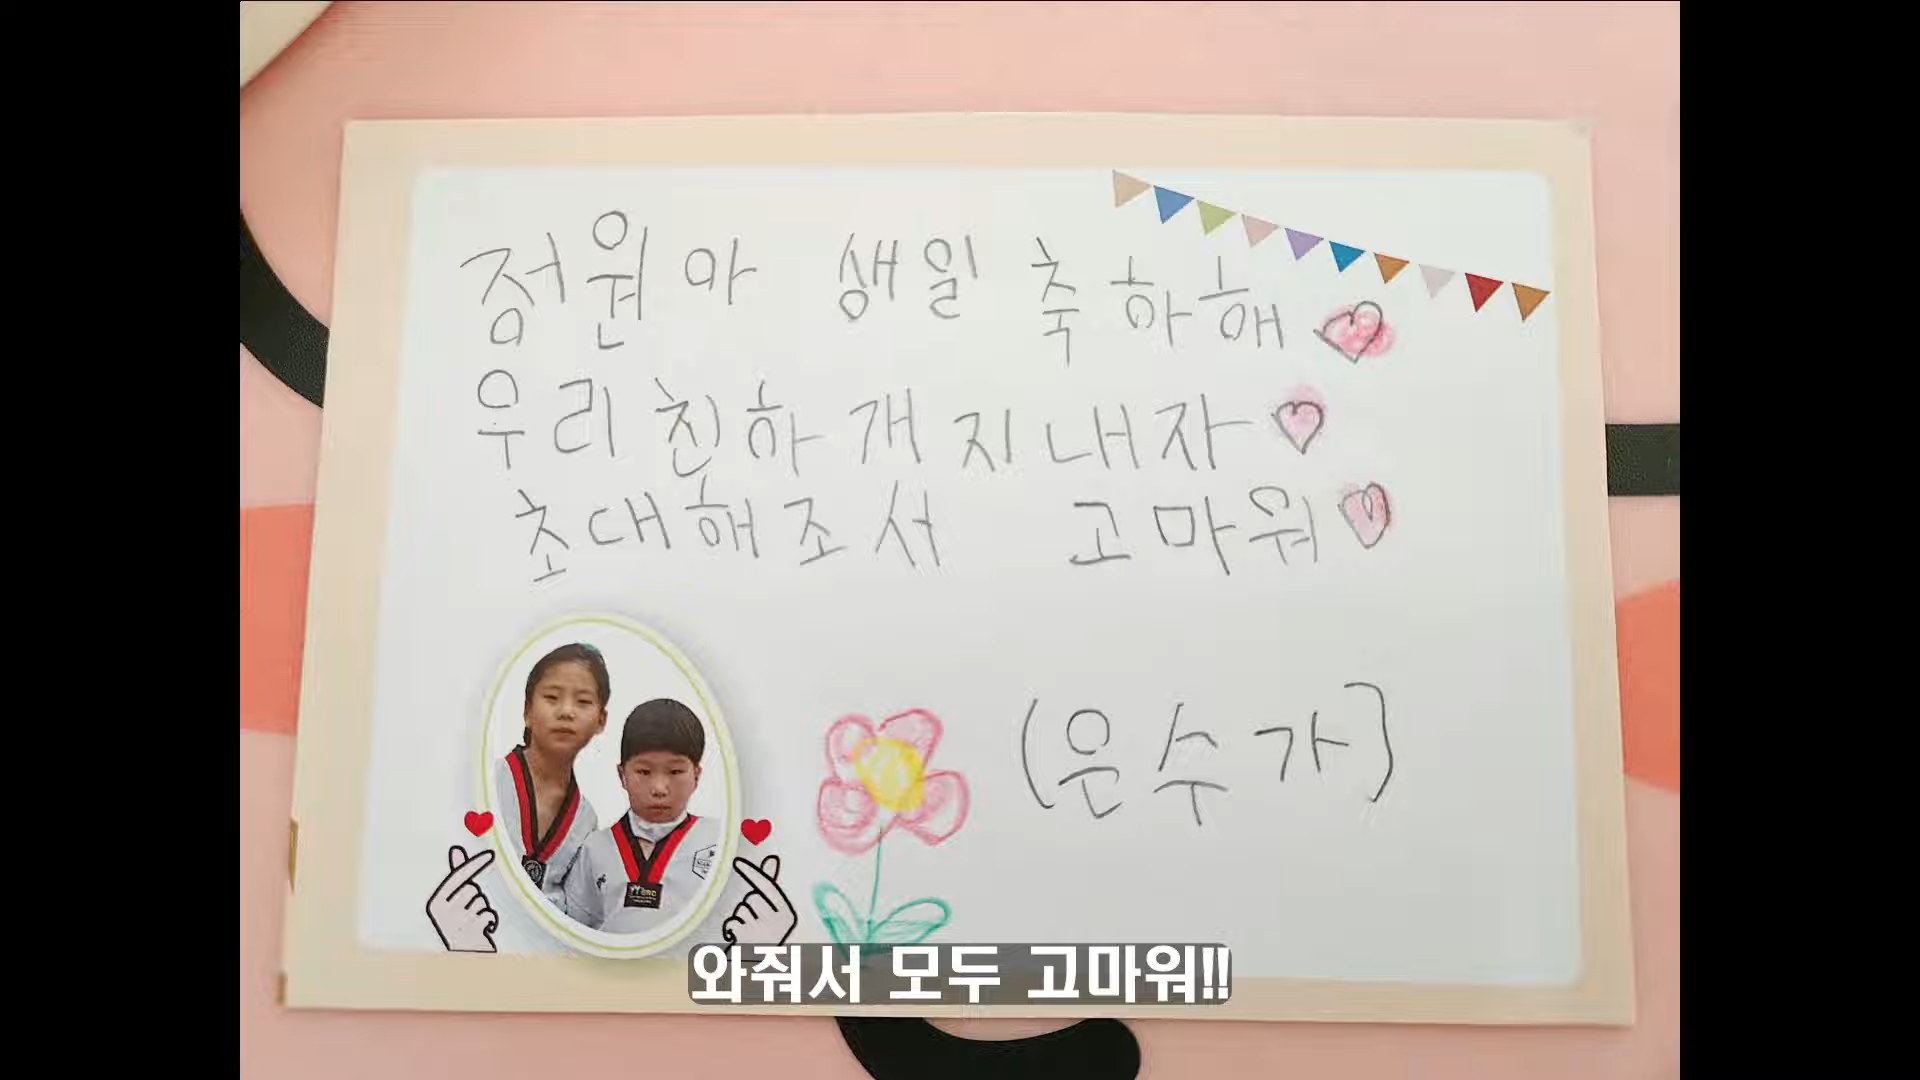 정원아 생일 축하해
우리 친하개 지내자
초대해조서 고마워
(은수가)
와줘서 모두 고마워!!